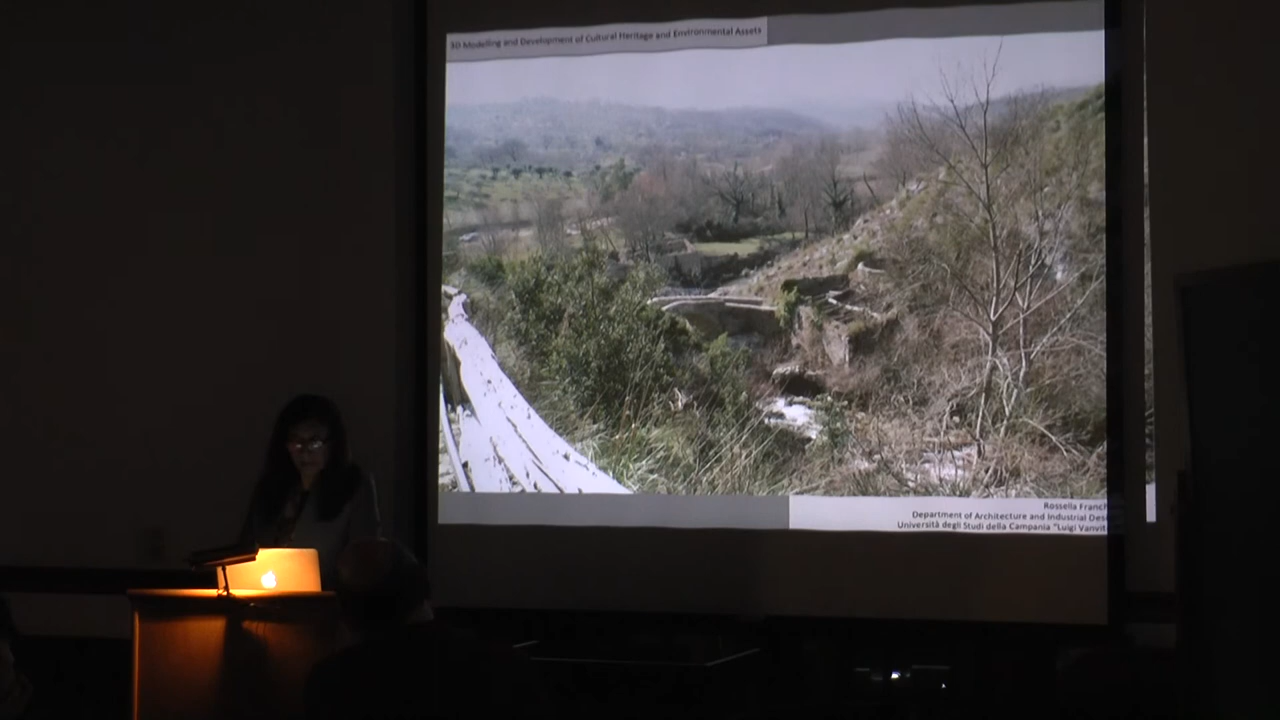 3D Modelling and Development of Cultural Heritage and Environmental Assets
Rossella Franch
Department of Architecture and Industrial Des
Università degli Studi della Campania "Luigi Vanvit